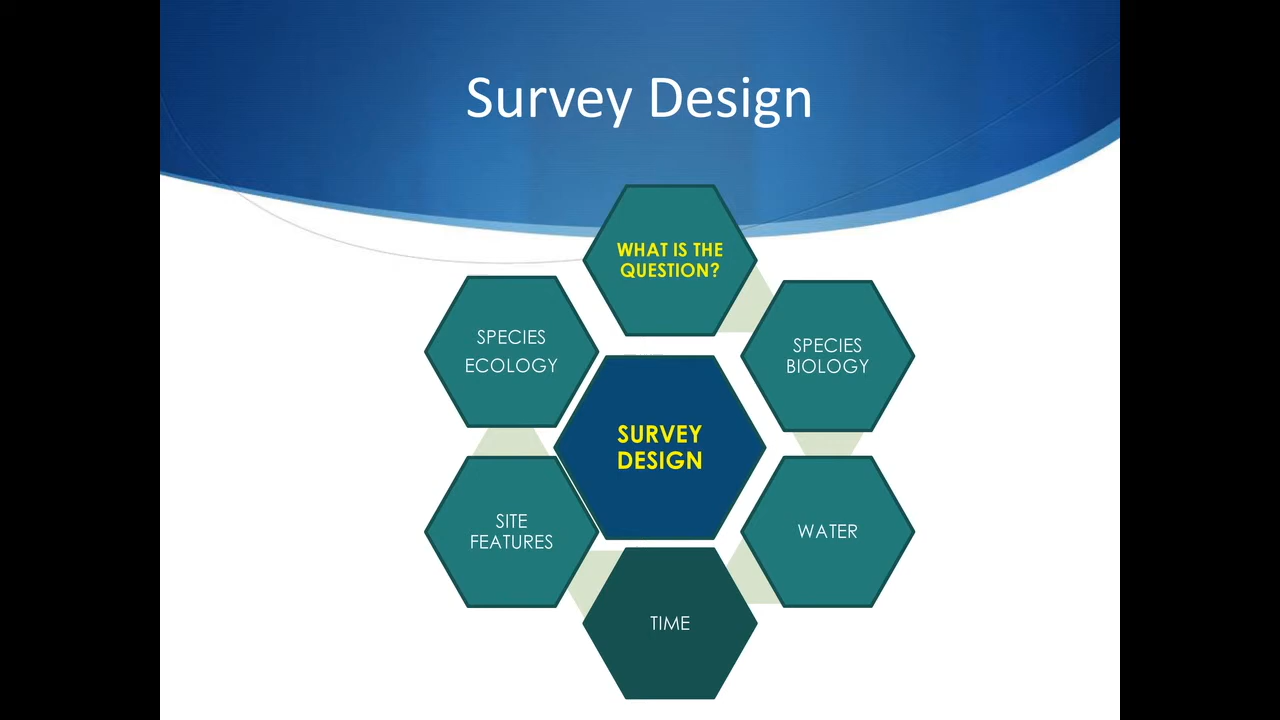 Survey Design
WHAT IS THE
QUESTION?
SPECIES
ECOLOGY
SPECIES
BIOLOGY
SURVEY
DESIGN
SITE
FEATURES
WATER
TIME